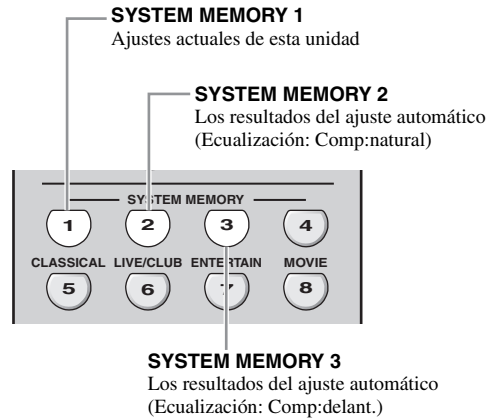 SYSTEM MEMORY 1
Ajustes actuales de esta unidad
SYSTEM MEMORY 2
Los resultados del ajuste automático
(Ecualización: Comp:natural)
SYSTEM MEMORY
1 2 3 4
CLASSICAL LIVE/CLUB ENTERTAIN MOVIE
5 6 7 8
SYSTEM MEMORY 3
Los resultados del ajuste automático
(Ecualización: Comp:delant.)